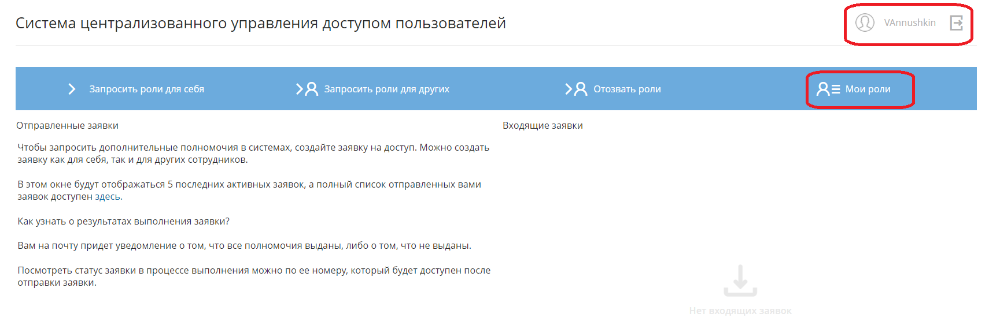 Система централизованного управления доступом пользователей
VAnnushkin
Запросить роли для себя
Запросить роли для других
Отозвать роли
Мои роли
Отправленные заявки
Входящие заявки
Чтобы запросить дополнительные полномочия в системах, создайте заявку на доступ. Можно создать
заявку как для себя, так и для других сотрудников.
В этом окне будут отображаться 5 последних активных заявок, а полный список отправленных вами
заявок доступен здесь.
Как узнать о результатах выполнения заявки?
Вам на почту придет уведомление о том, что все полномочия выданы, либо о том, что не выданы.
Посмотреть статус заявки в процессе выполнения можно по ее номеру, который будет доступен после
отправки заявки.
Нет входящих заявок